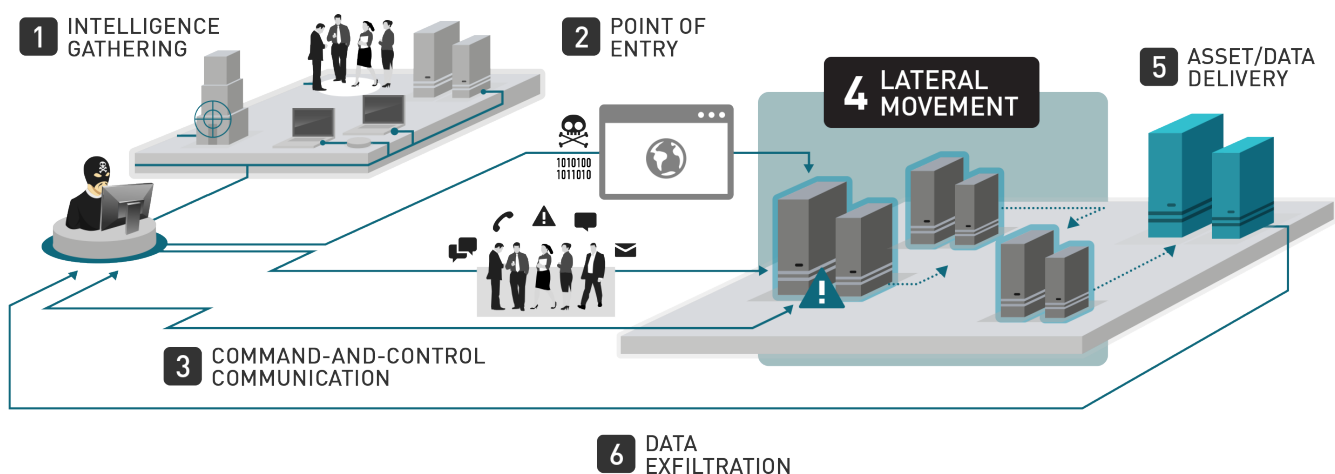 1
INTELLIGENCE
GATHERING
2
POINT OF
ENTRY
1010100
1011010
4
LATERAL
MOVEMENT
5
ASSET/DATA
DELIVERY
3
COMMAND-AND-CONTROL
COMMUNICATION
6
DATA
EXFILTRATION